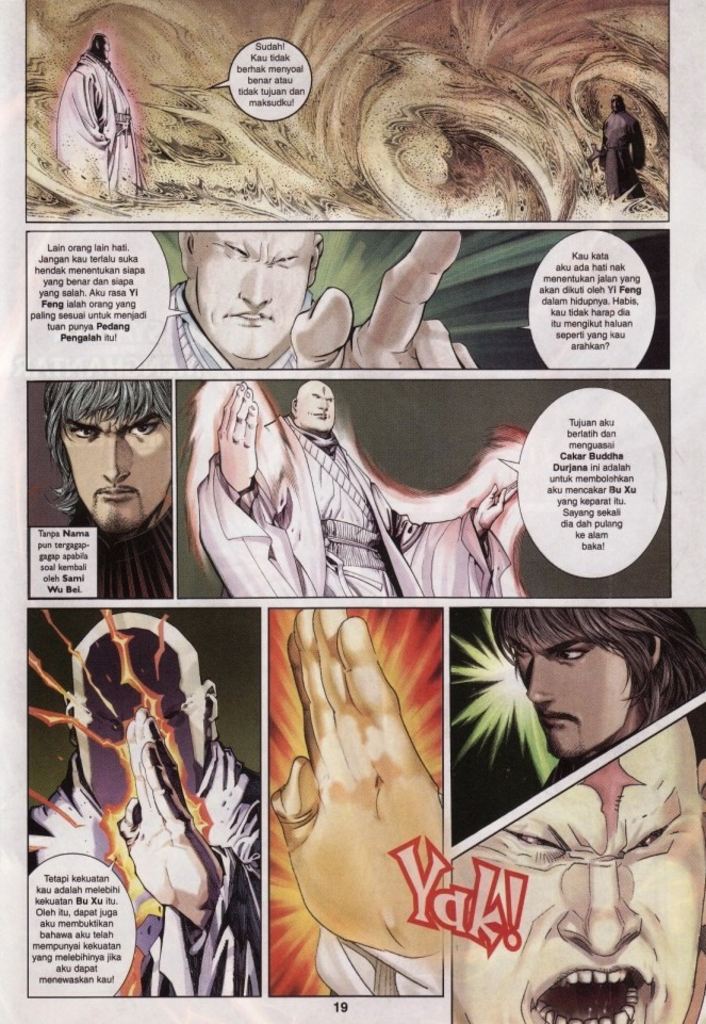 Sudah!
Kau tidak
berhak menyoal
benar atau
tidak tujuan dan
maksudku!
Lain orang lain hati.
Jangan kau terlalu suka
hendak menentukan siapa
yang benar dan siapa
yang salah. Aku rasa Yi
Feng ialah orang yang
paling sesuai untuk menjadi
tuan punya Pedang
Pengalah itu!
Kau kata
aku ada hati nak
menentukan jalan yang
akan dikuti oleh Yi Feng
dalam hidupnya. Habis,
kau tidak harap dia
itu mengikut haluan
seperti yang kau
arahkan?
Tanpa Nama
pun tergagap-
gagap apabila
soal kembali
oleh Sami
Wu Bei.
Tujuan aku
berlatih dan
menguasai
Cakar Buddha
Durjana ini adalah
untuk membolehkan
aku mencakar Bu Xu
yang keparat itu.
Sayang sekali
dia dah pulang
ke alam
baka!
Tetapi kekuatan
kau adalah melebihi
kekuatan Bu Xu itu.
Oleh itu, dapat juga
aku membuktikan
bahawa aku telah
mempunyai kekuatan
yang melebihinya jika
aku dapat
menewaskan kau!
Yak!
19